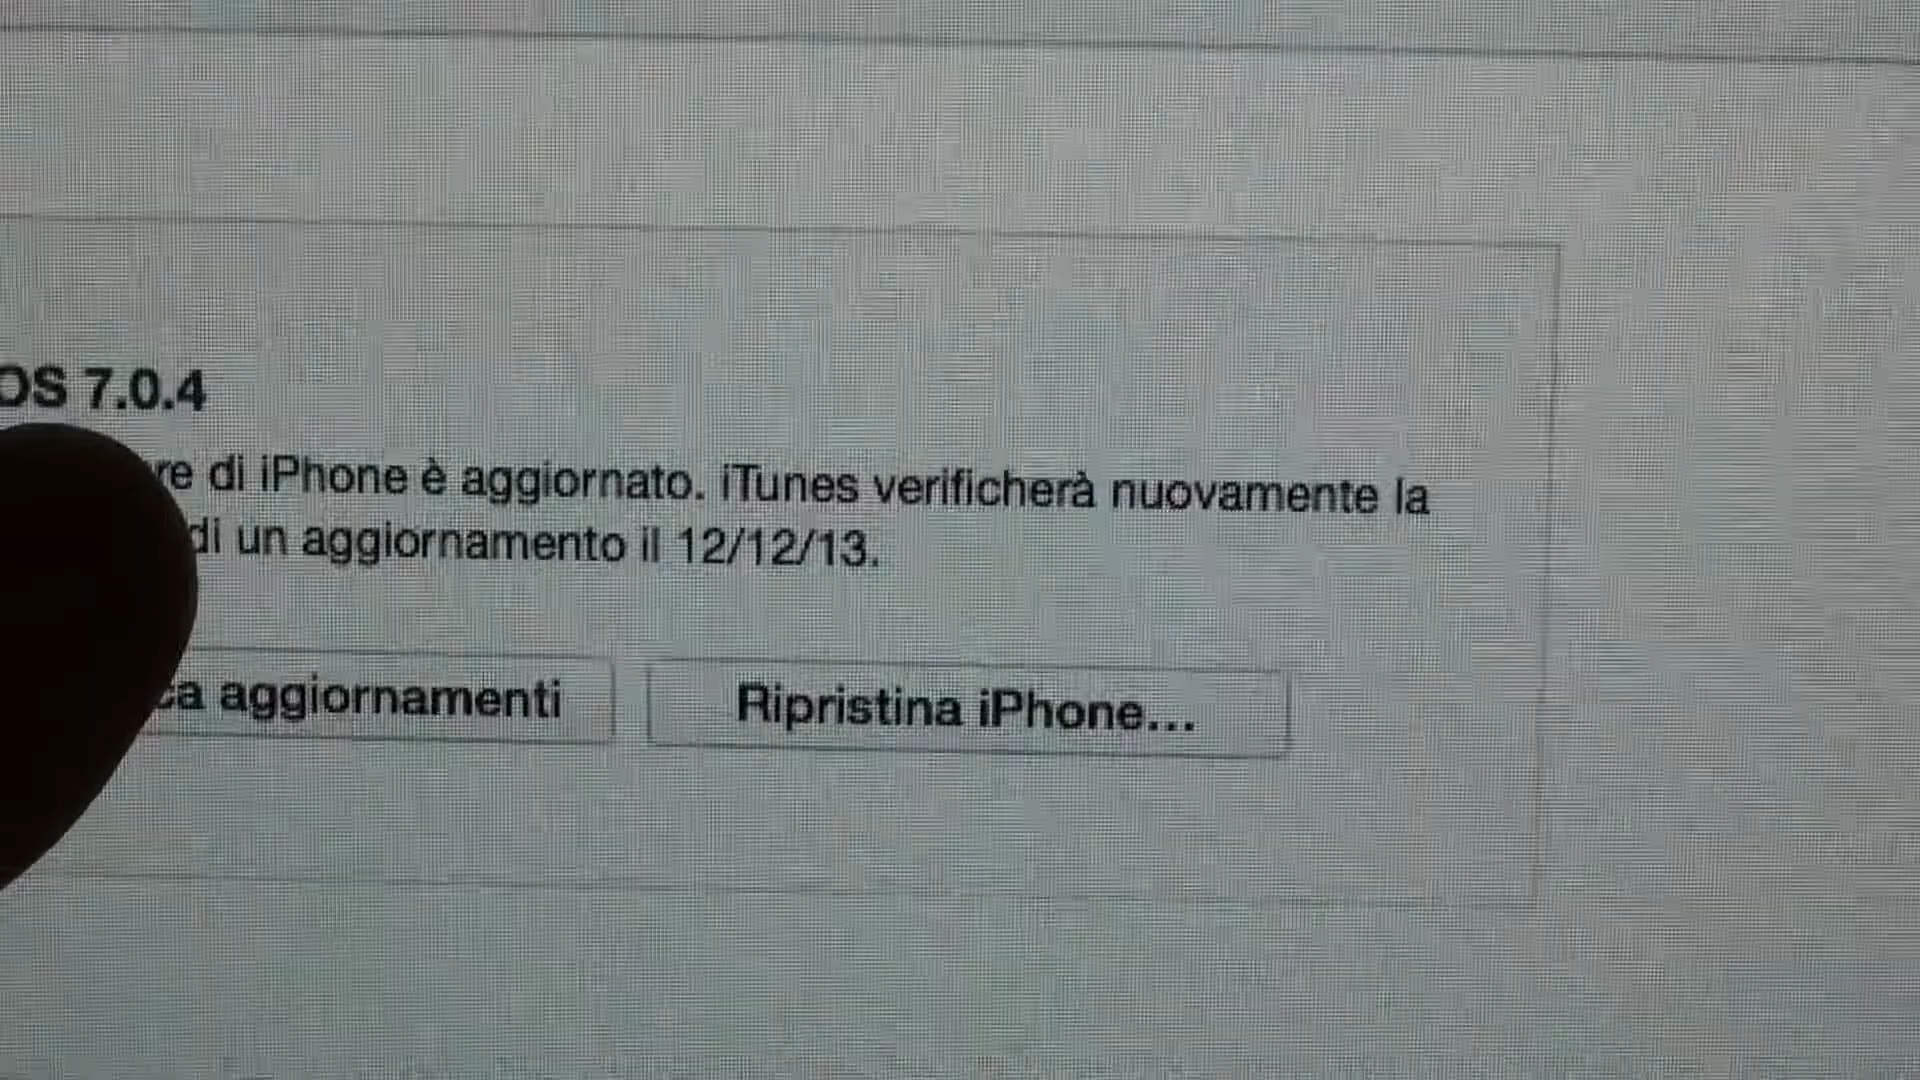 OS 7.0.4
di iPhone è aggiornato. iTunes verificherà nuovamente la
di un aggiornamento il 12/12/13.
aggiornamenti
Ripristina iPhone...